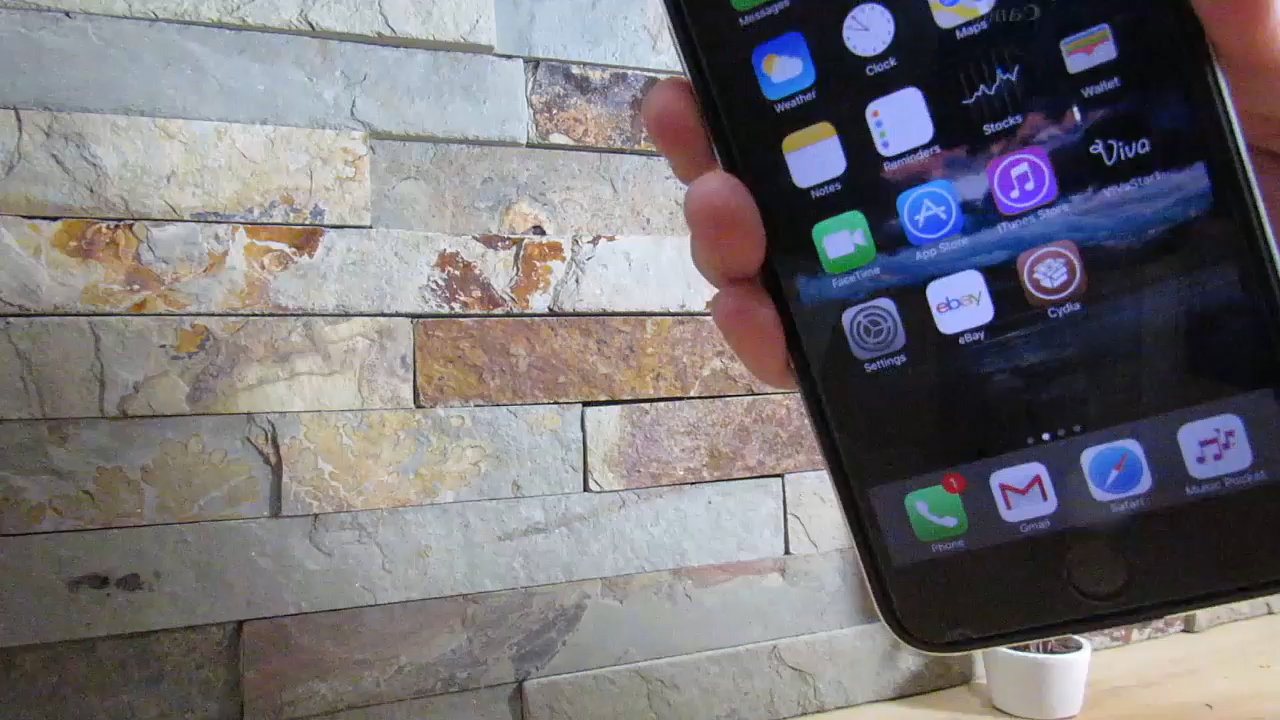 Messages
Clock
Maps
Weather
Stocks
Wallet
Notes
Reminders
Viva
FaceTime
App Store
iTunes Store
Settings
ebay
eBay
Cydia
1
Phone
Gmail
Safari
Music Pocket